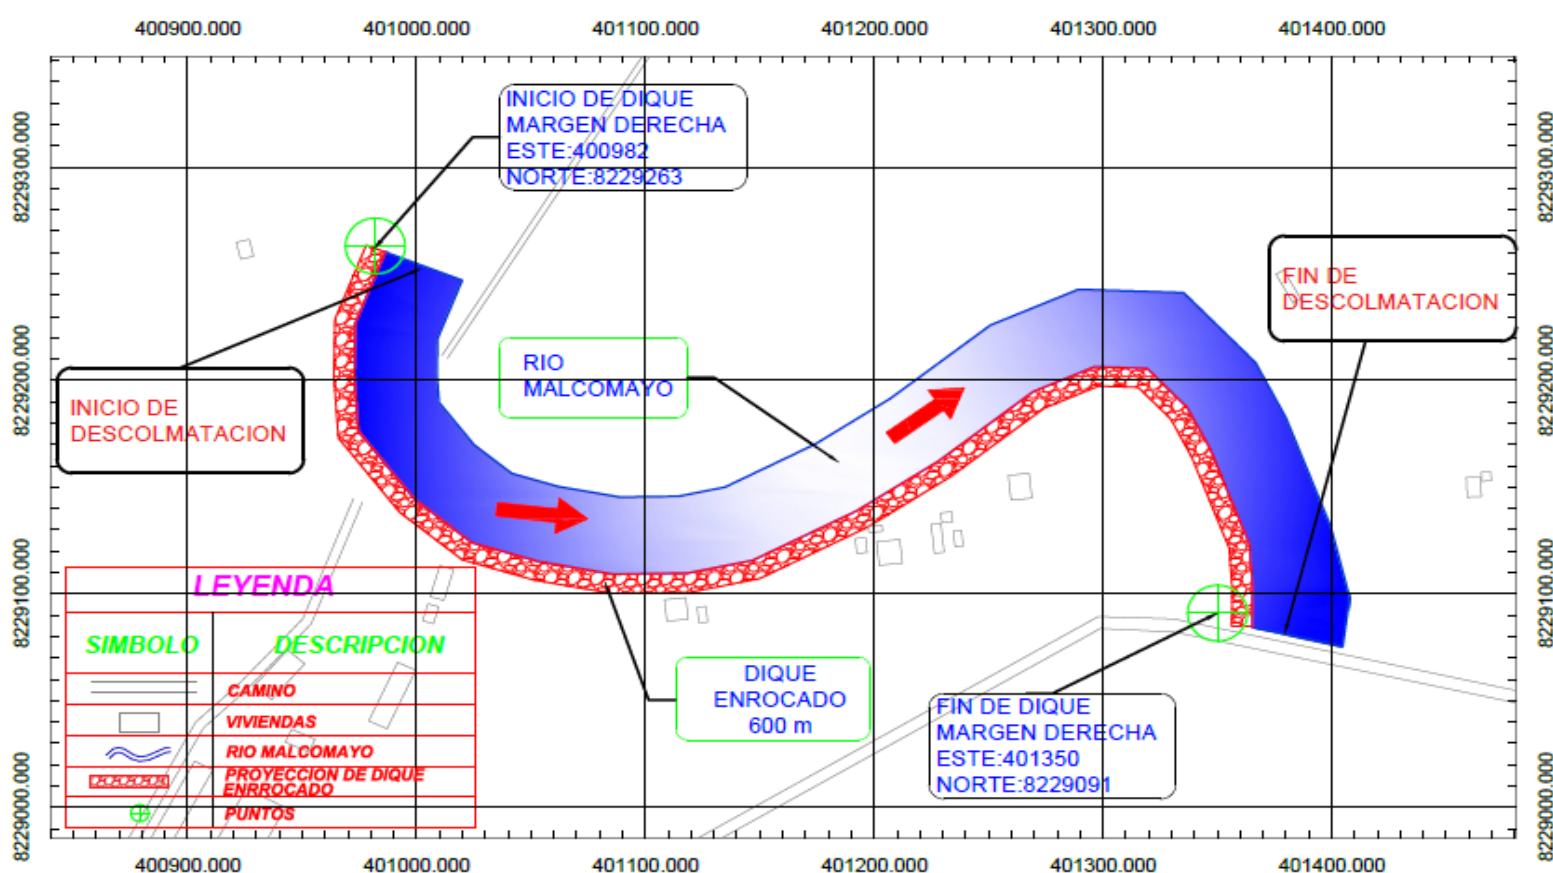 400900.000
401000.000
401100.000
401200.000
401300.000
401400.000
8229300.000
8229200.000
8229100.000
8229000.000
8229300.000
8229200.000
8229100.000
8229000.000
INICIO DE DIQUE
MARGEN DERECHA
ESTE:400982
NORTE:8229263
FIN DE
DESCOLMATACION
RIO
MALCOMAYO
INICIO DE
DESCOLMATACION
DIQUE
ENROCADO
600 m
FIN DE DIQUE
MARGEN DERECHA
ESTE:401350
NORTE:8229091
LEYENDA
SIMBOLO DESCRIPCION
CAMINO
VIVIENDAS
RIO MALCOMAYO
PROYECCION DE DIQUE
ENRROCADO
PUNTOS
400900.000
401000.000
401100.000
401200.000
401300.000
401400.000